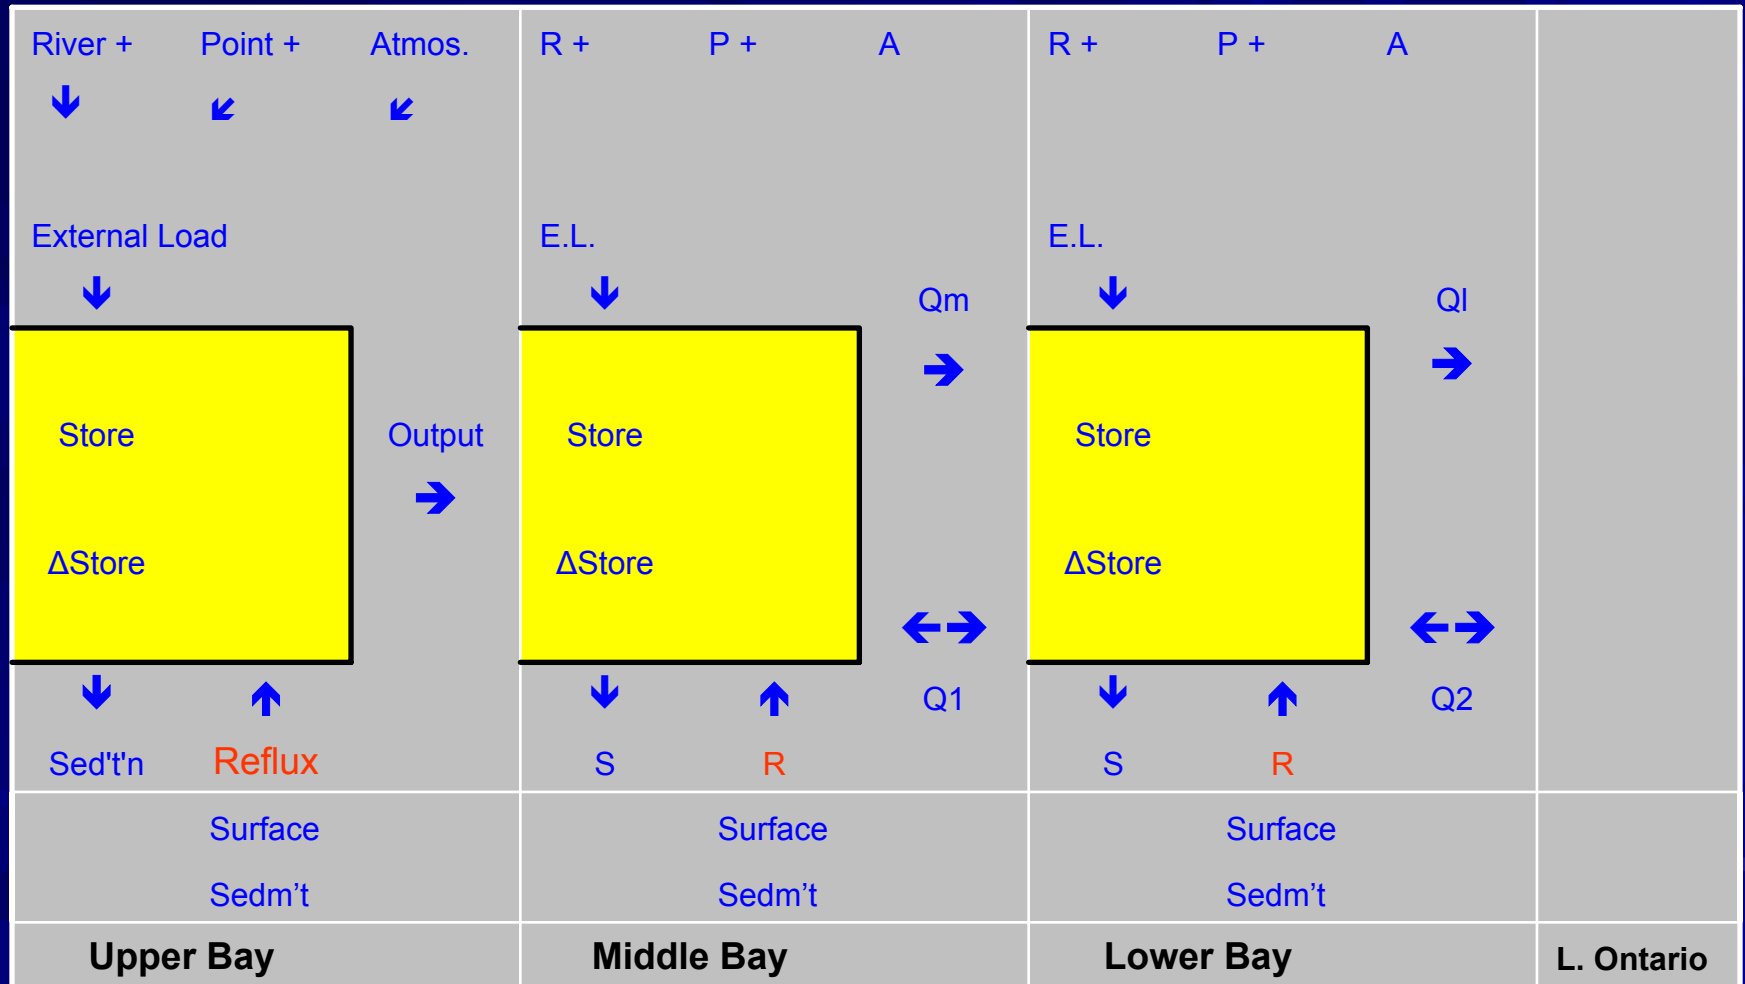 River + Point + Atmos. R + P + A R + P + A
External Load E.L. E.L.
Qm Ql
Store Output Store Store
ΔStore ΔStore ΔStore
Q1 Q2
Sed't'n Reflux S R S R
Surface Surface Surface
Sedm’t Sedm’t Sedm’t
Upper Bay Middle Bay Lower Bay L. Ontario